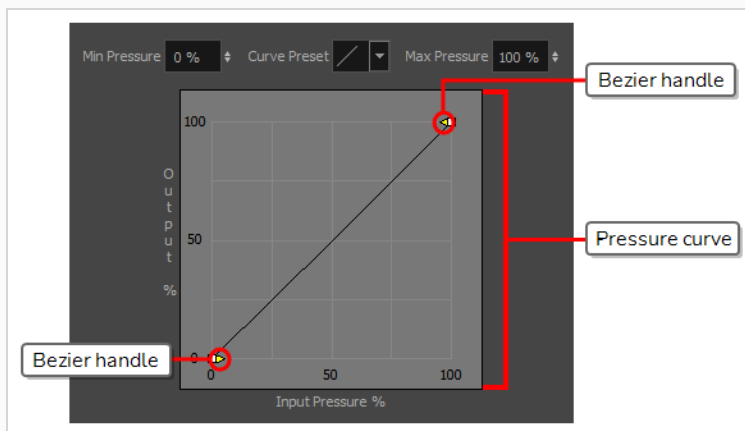 Min Pressure 0 % Curve Preset Max Pressure 100 %
Bezier handle
100
Output %
50
Pressure curve
Bezier handle
0
0 50 100
Input Pressure %